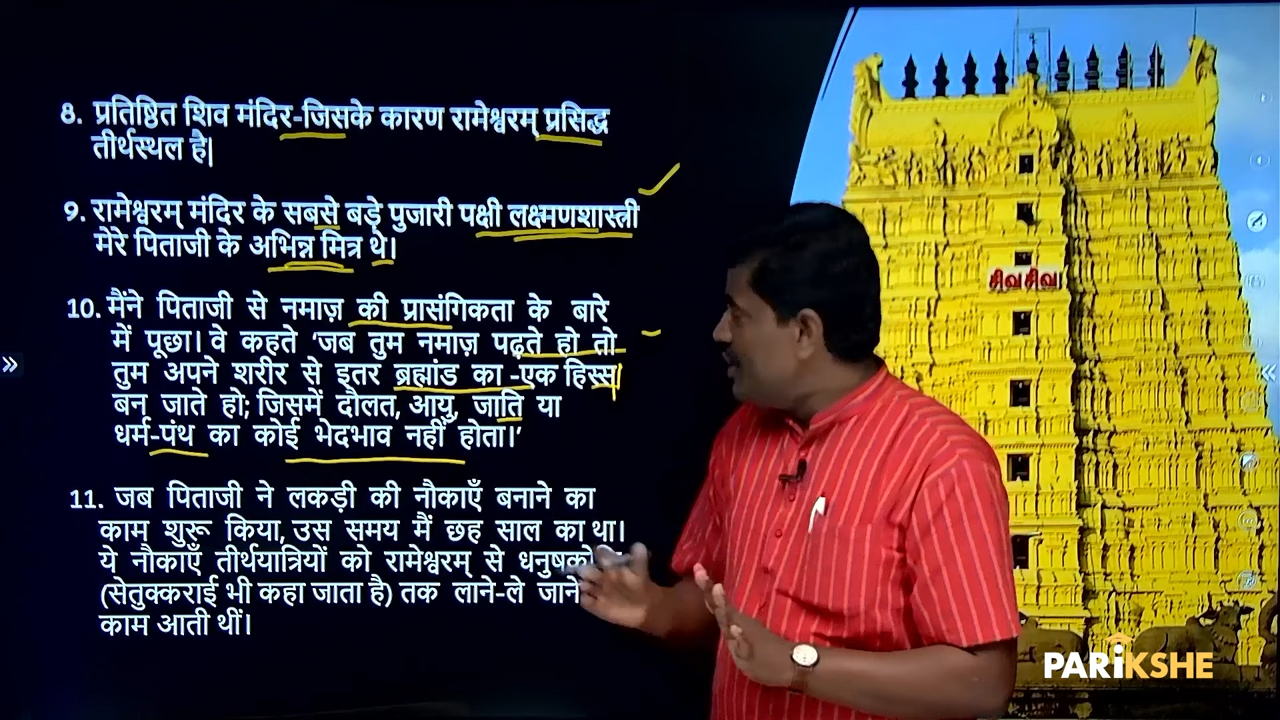 8. प्रतिष्ठित शिव मंदिर-जिसके कारण रामेश्वरम् प्रसिद्ध
तीर्थस्थल है|
9. रामेश्वरम् मंदिर के सबसे बड़े पुजारी पक्षी लक्ष्मणशास्त्री
मेरे पिताजी के अभिन्न मित्र थे।
10. मैंने पिताजी से नमाज़ की प्रासंगिकता के बारे
में पूछा। वे कहते ‘जब तुम नमाज़ पढ़ते हो तो
तुम अपने शरीर से इतर ब्रह्मांड का -एक हिस्सा
बन जाते हो; जिसमें दौलत, आयु, जाति या
धर्म-पंथ का कोई भेदभाव नहीं होता।’
11. जब पिताजी ने लकड़ी की नौकाएँ बनाने का
काम शुरू किया, उस समय मैं छह साल का था।
ये नौकाएँ तीर्थयात्रियों को रामेश्वरम् से
(सेतुक्कराई भी कहा जाता है) तक लाने-ले जाने
काम आती थीं।
சிவசிவ
PARIKSHE